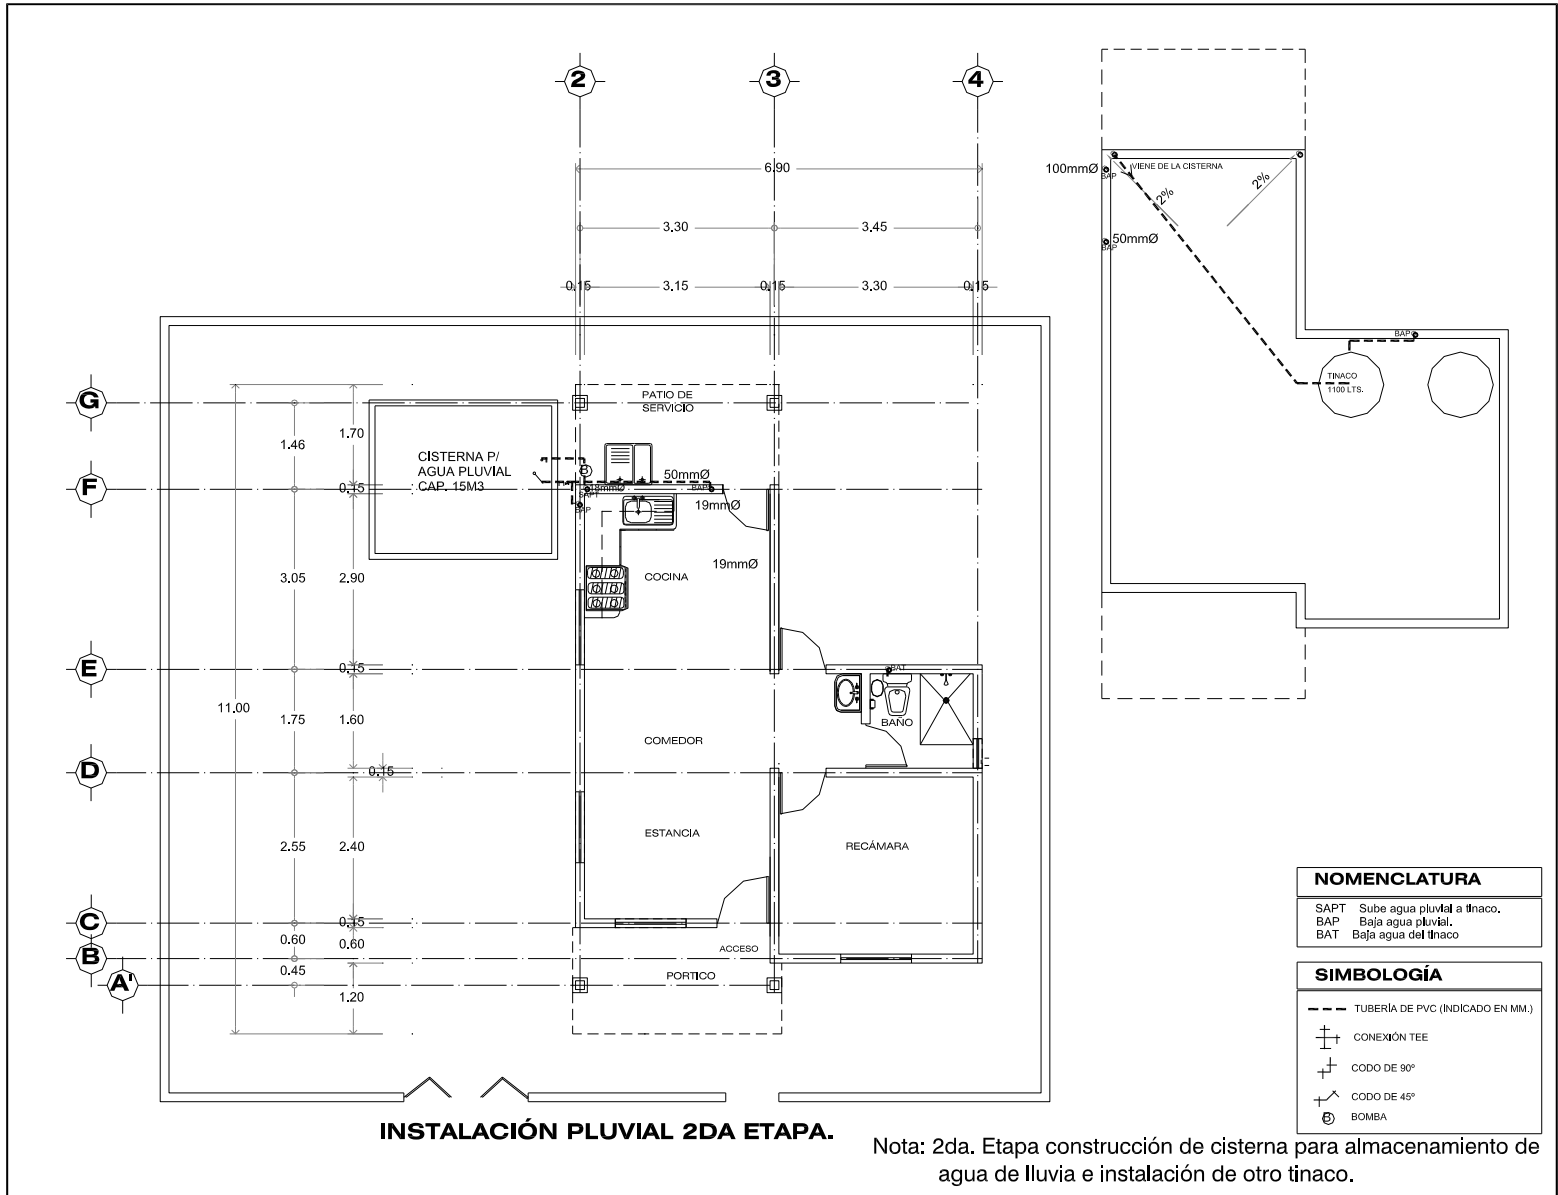 2
3
4
6.90
3.30
3.45
0.15
3.15
0.15
3.30
0.15
100mmØ
BAP
VIENE DE LA CISTERNA
2%
2%
50mmØ
BAP
BAP
TINACO
1100 LTS.
G
F
E
D
C
B
A'
11.00
1.46
3.05
1.75
2.55
0.60
0.45
1.70
0.15
2.90
0.15
1.60
0.15
2.40
0.15
0.60
1.20
PATIO DE
SERVICIO
CISTERNA P/
AGUA PLUVIAL
CAP. 15M3
B
50mmØ
18mmØ
SAPT
BAP
BAP
19mmØ
19mmØ
COCINA
BAT
BAÑO
COMEDOR
ESTANCIA
RECÁMARA
ACCESO
PORTICO
NOMENCLATURA
SAPT Sube agua pluvial a tinaco.
BAP Baja agua pluvial.
BAT Baja agua del tinaco
SIMBOLOGÍA
TUBERÍA DE PVC (INDICADO EN MM.)
CONEXIÓN TEE
CODO DE 90º
CODO DE 45º
B BOMBA
INSTALACIÓN PLUVIAL 2DA ETAPA.
Nota: 2da. Etapa construcción de cisterna para almacenamiento de
agua de lluvia e instalación de otro tinaco.